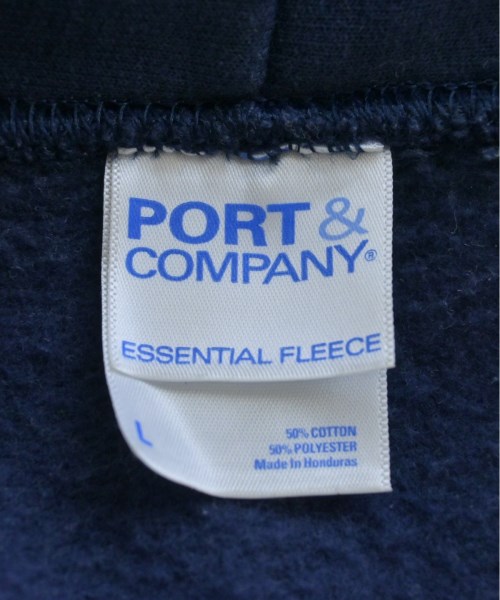 PORT &
COMPANY®
ESSENTIAL FLEECE
L
50% COTTON
50% POLYESTER
Made In Honduras